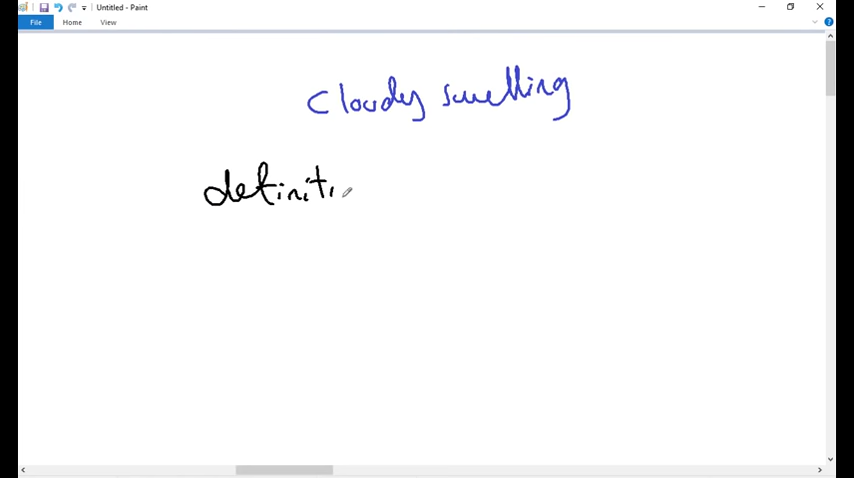 Untitled - Paint
File Home View
cloudy swelling
definiti